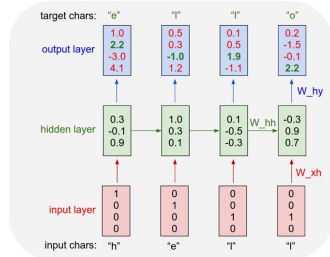 target chars: "e" "l" "l" "o"
output layer
1.0 0.5 0.1 0.2
2.2 0.3 0.5 -1.5
-3.0 -1.0 1.9 -0.1
4.1 1.2 -1.1 2.2
W_hy
hidden layer
0.3 1.0 0.1 -0.3
-0.1 0.3 -0.5 0.9
0.9 0.1 -0.3 0.7
W_hh
W_xh
input layer
1 0 0 0
0 1 0 0
0 0 1 1
0 0 0 0
input chars: "h" "e" "l" "l"